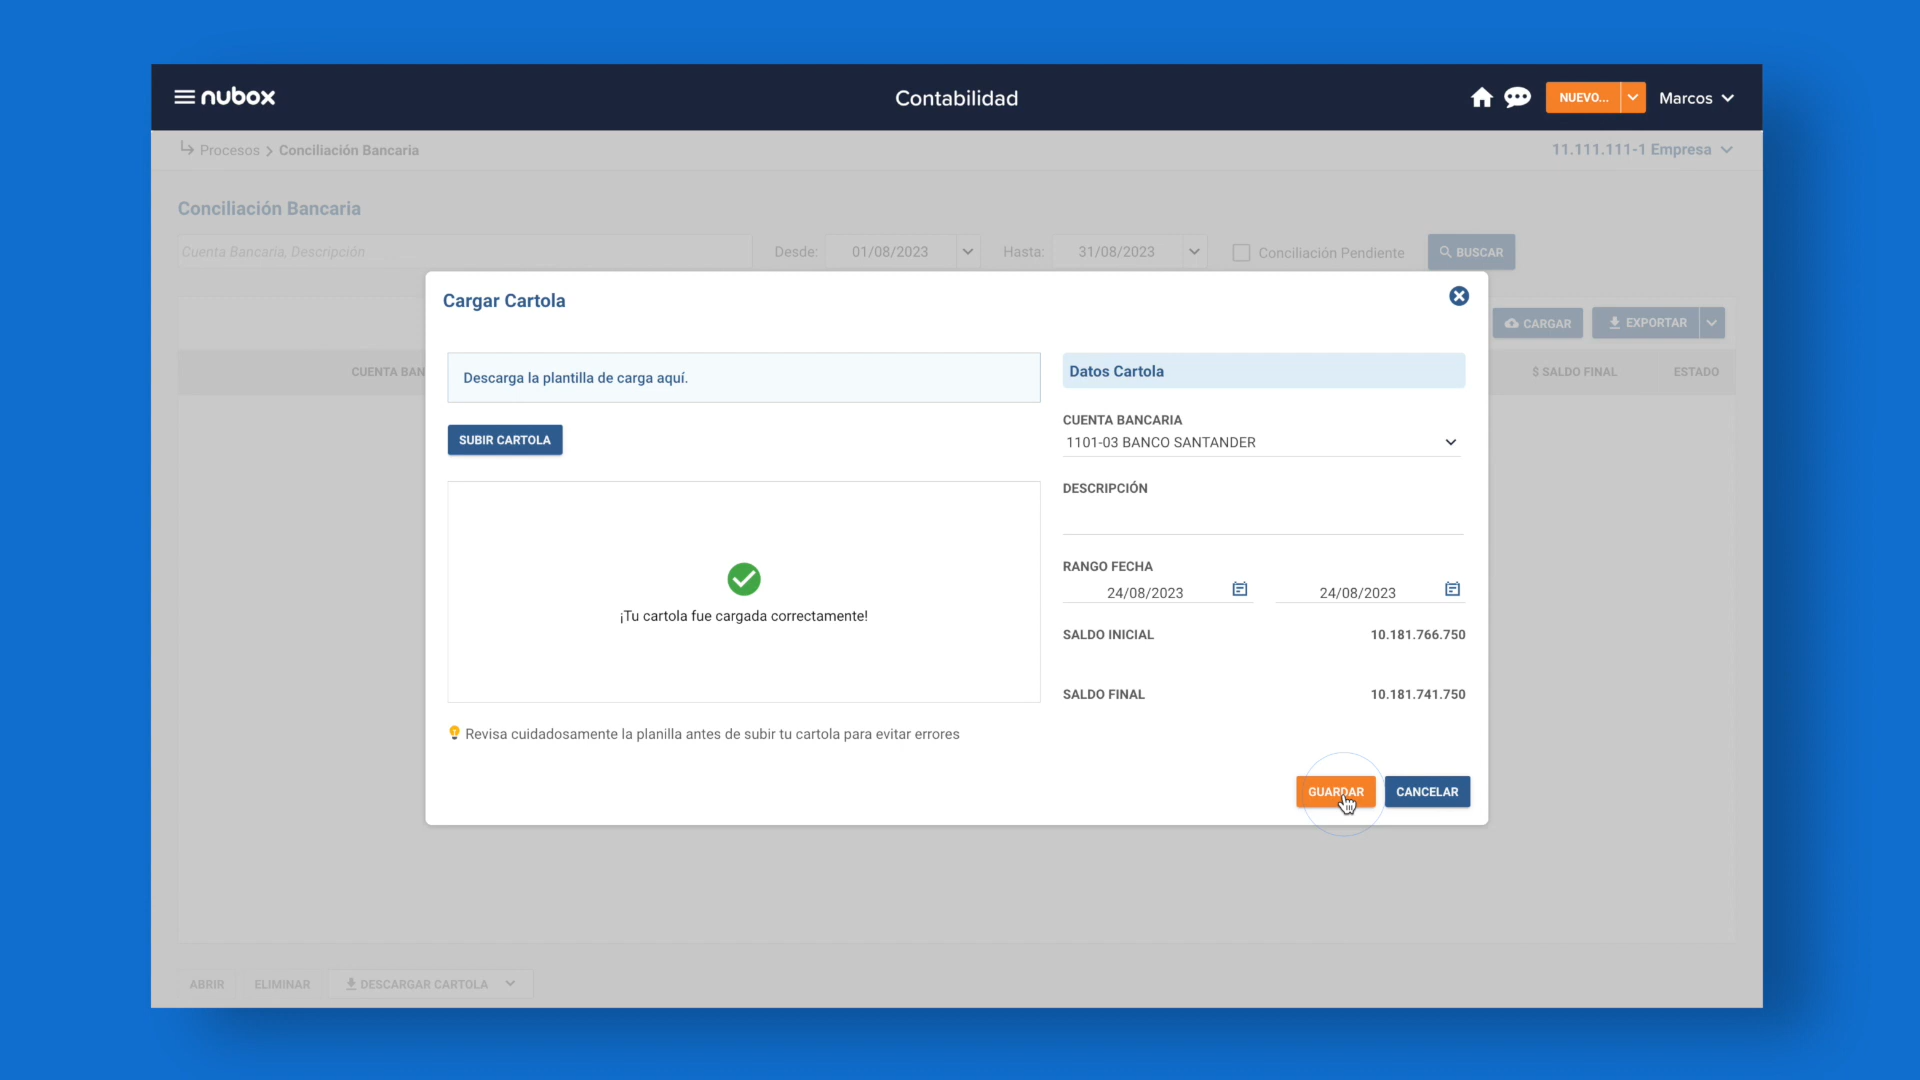 nubox
Contabilidad
NUEVO...
Marcos
Procesos
Conciliación Bancaria
11.111.111-1 Empresa
Conciliación Bancaria
Cuenta Bancaria, Descripción
Desde:
01/08/2023
Hasta:
31/08/2023
Conciliación Pendiente
BUSCAR
CARGAR
EXPORTAR
CUENTA BAN
$ SALDO FINAL
ESTADO
Cargar Cartola
Descarga la plantilla de carga aquí.
SUBIR CARTOLA
¡Tu cartola fue cargada correctamente!
Revisa cuidadosamente la planilla antes de subir tu cartola para evitar errores
Datos Cartola
CUENTA BANCARIA
1101-03 BANCO SANTANDER
DESCRIPCIÓN
RANGO FECHA
24/08/2023
24/08/2023
SALDO INICIAL
10.181.766.750
SALDO FINAL
10.181.741.750
GUARDAR
CANCELAR
ABRIR
ELIMINAR
DESCARGAR CARTOLA